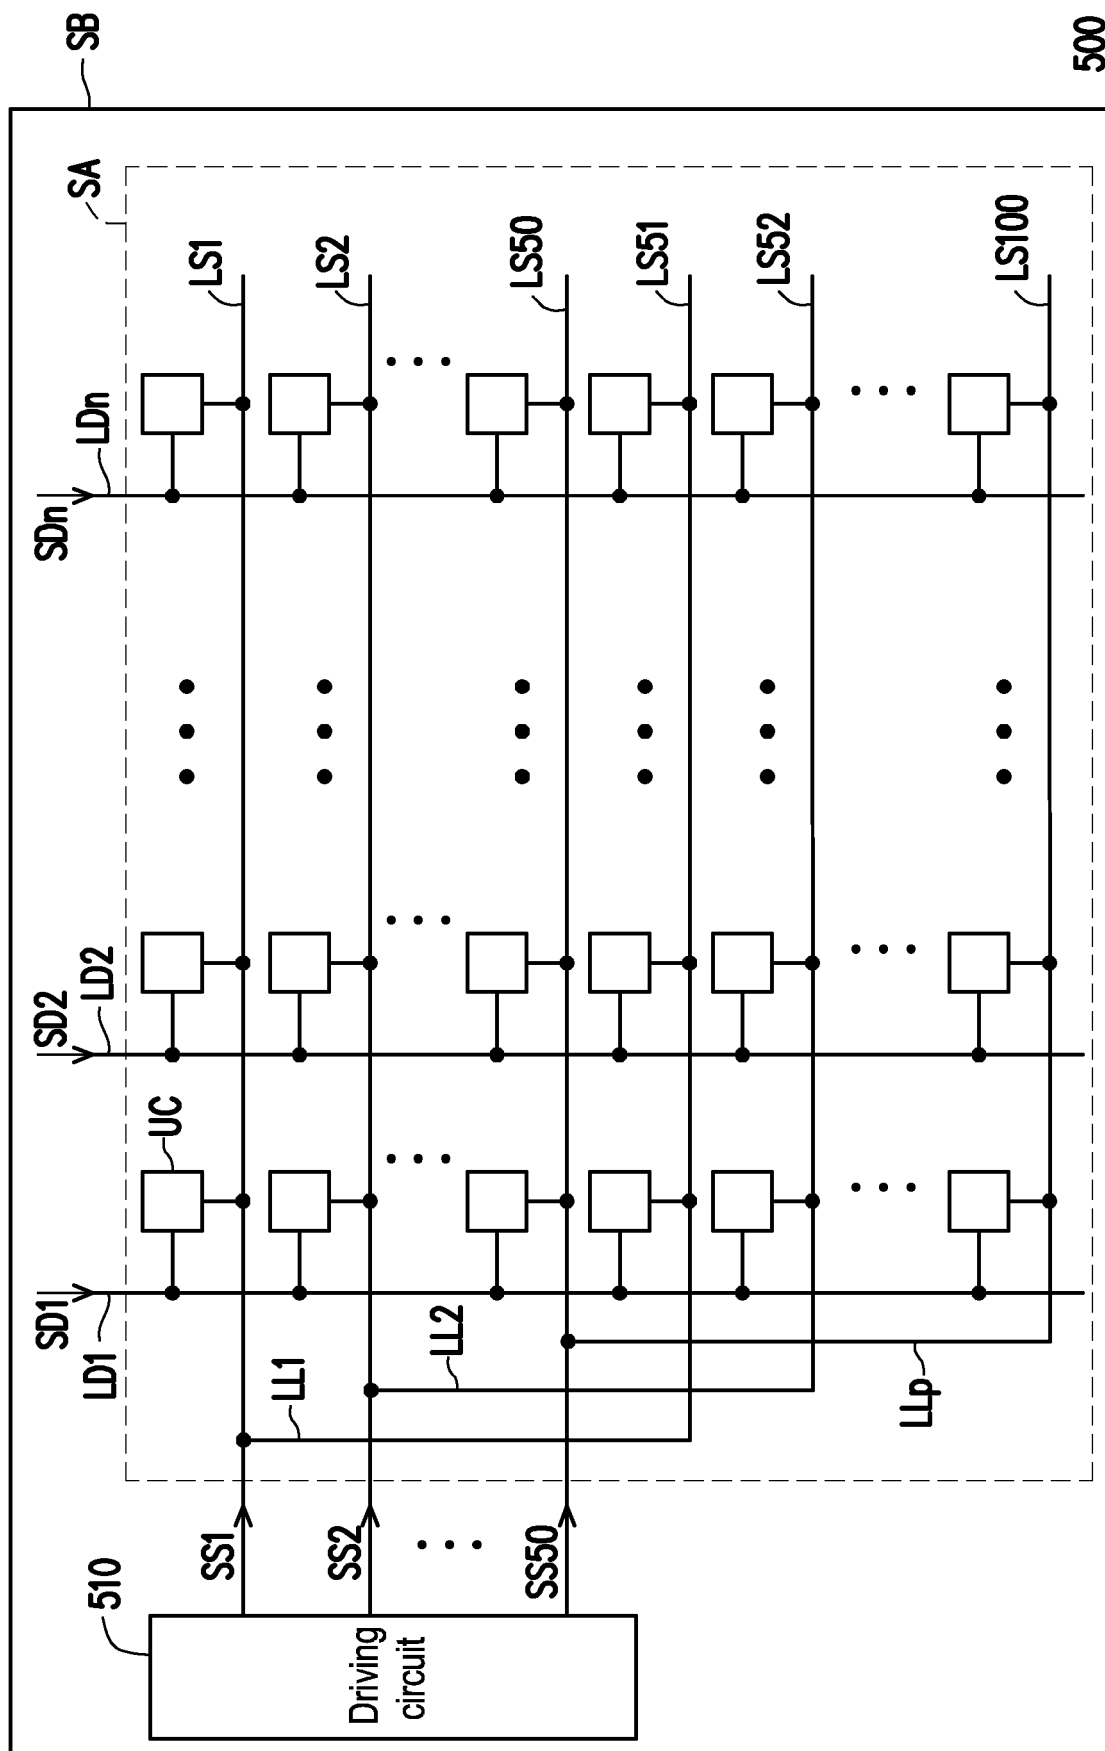 500
SB
SA
LS1
LS2
LS50
LS51
LS52
LS100
SDn
LDn
SD2
LD2
UC
SD1
LD1
LL1
LL2
LLp
SS1
SS2
SS50
510
Driving
circuit